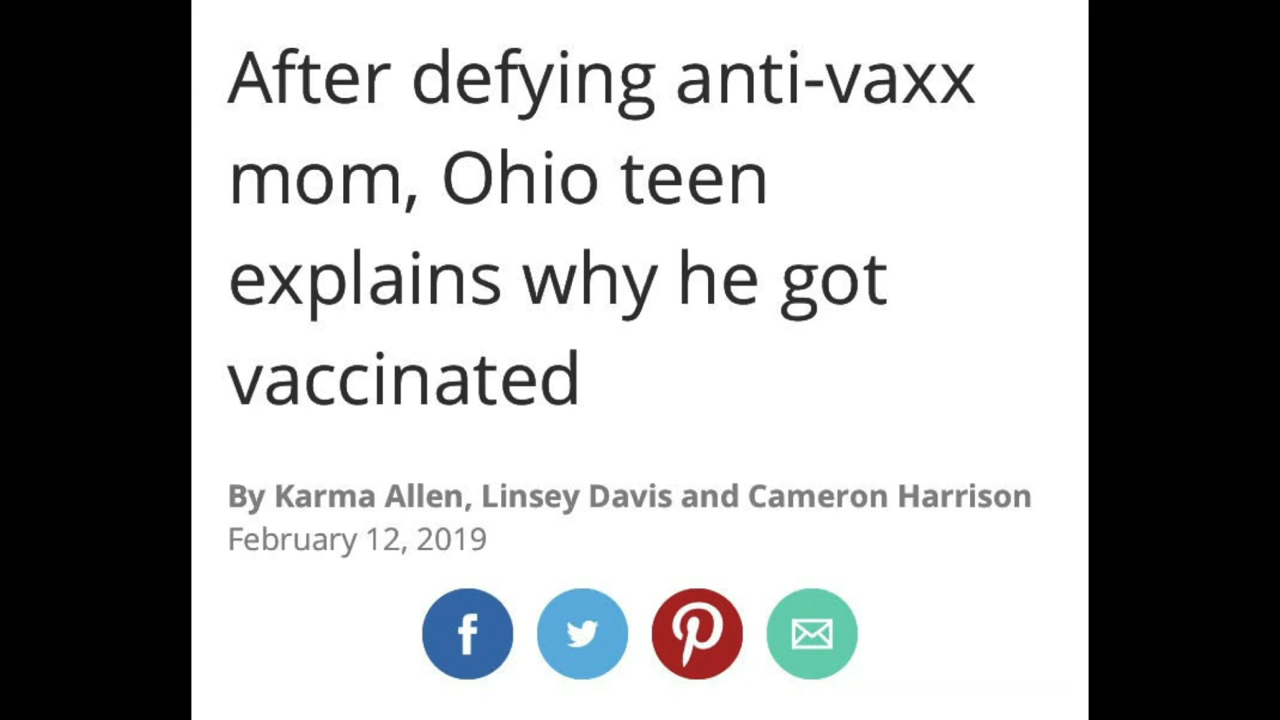 After defying anti-vaxx
mom, Ohio teen
explains why he got
vaccinated
By Karma Allen, Linsey Davis and Cameron Harrison
February 12, 2019